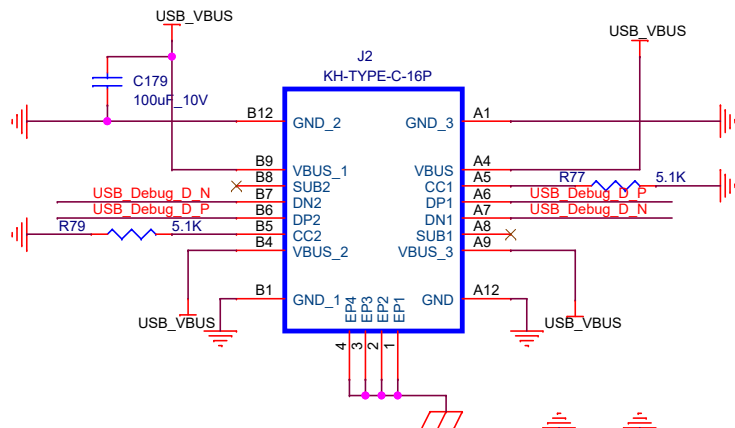 USB_VBUS
USB_VBUS
J2
KH-TYPE-C-16P
C179
100uF_10V
B12 GND_2 GND_3 A1
B9 VBUS_1 VBUS A4
B8 SUB2 CC1 A5 R77 5.1K
USB_Debug_D_N B7 DN2 DP1 A6 USB_Debug_D_P
USB_Debug_D_P B6 DP2 DN1 A7 USB_Debug_D_N
R79 5.1K B5 CC2 SUB1 A8
B4 VBUS_2 VBUS_3 A9
B1 GND_1 GND A12
USB_VBUS USB_VBUS
EP4 EP3 EP2 EP1
4 3 2 1